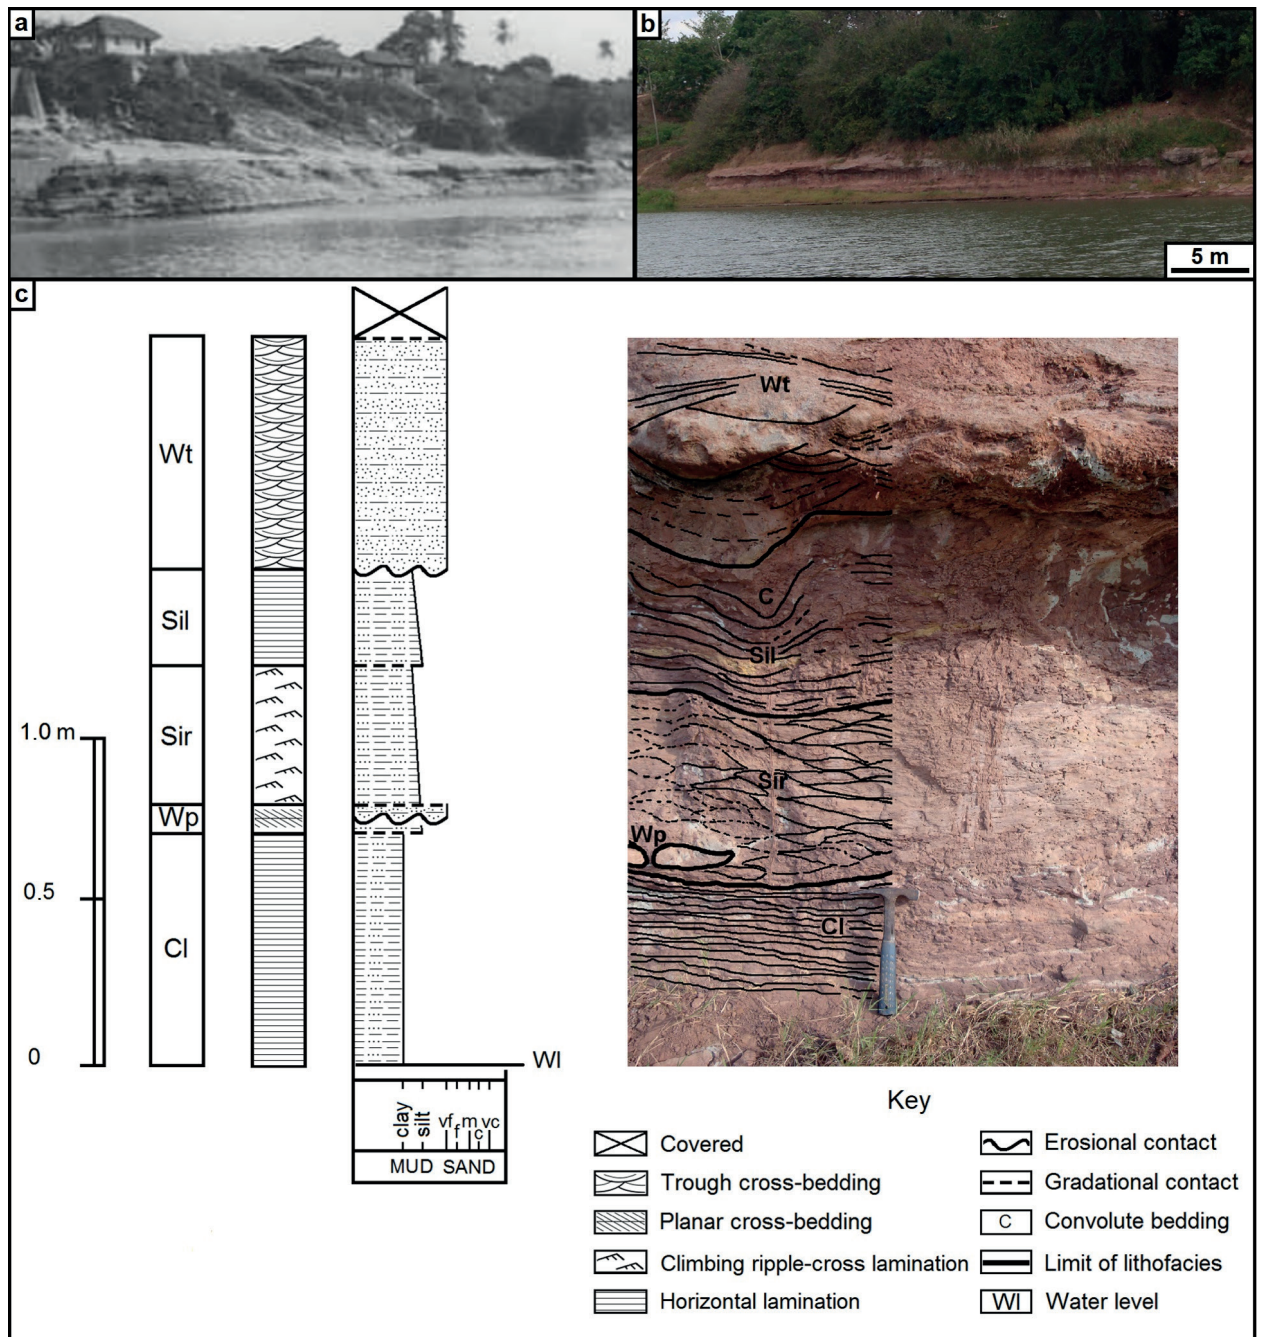 a
b
5 m
c
Wt
Sil
Sir
Wp
Cl
1.0 m
0.5
0
Wl
clay
silt
vf
f
m
c
vc
MUD
SAND
Wt
C
Sil
Sir
Wp
Cl
Key
Covered
Trough cross-bedding
Planar cross-bedding
Climbing ripple-cross lamination
Horizontal lamination
Erosional contact
Gradational contact
C
Convolute bedding
Limit of lithofacies
Wl
Water level